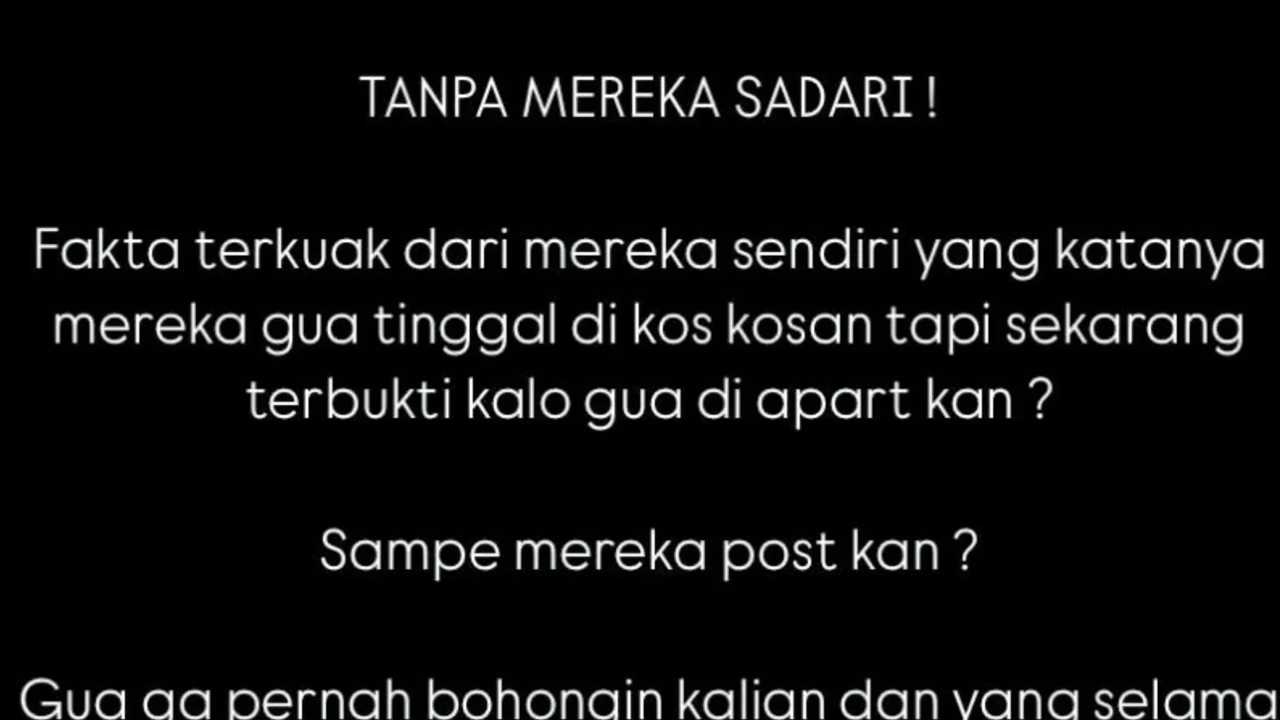 TANPA MEREKA SADARI !
Fakta terkuak dari mereka sendiri yang katanya
mereka gua tinggal di kos kosan tapi sekarang
terbukti kalo gua di apart kan ?
Sampe mereka post kan ?
Gua ga pernah bohongin kalian dan yang selama